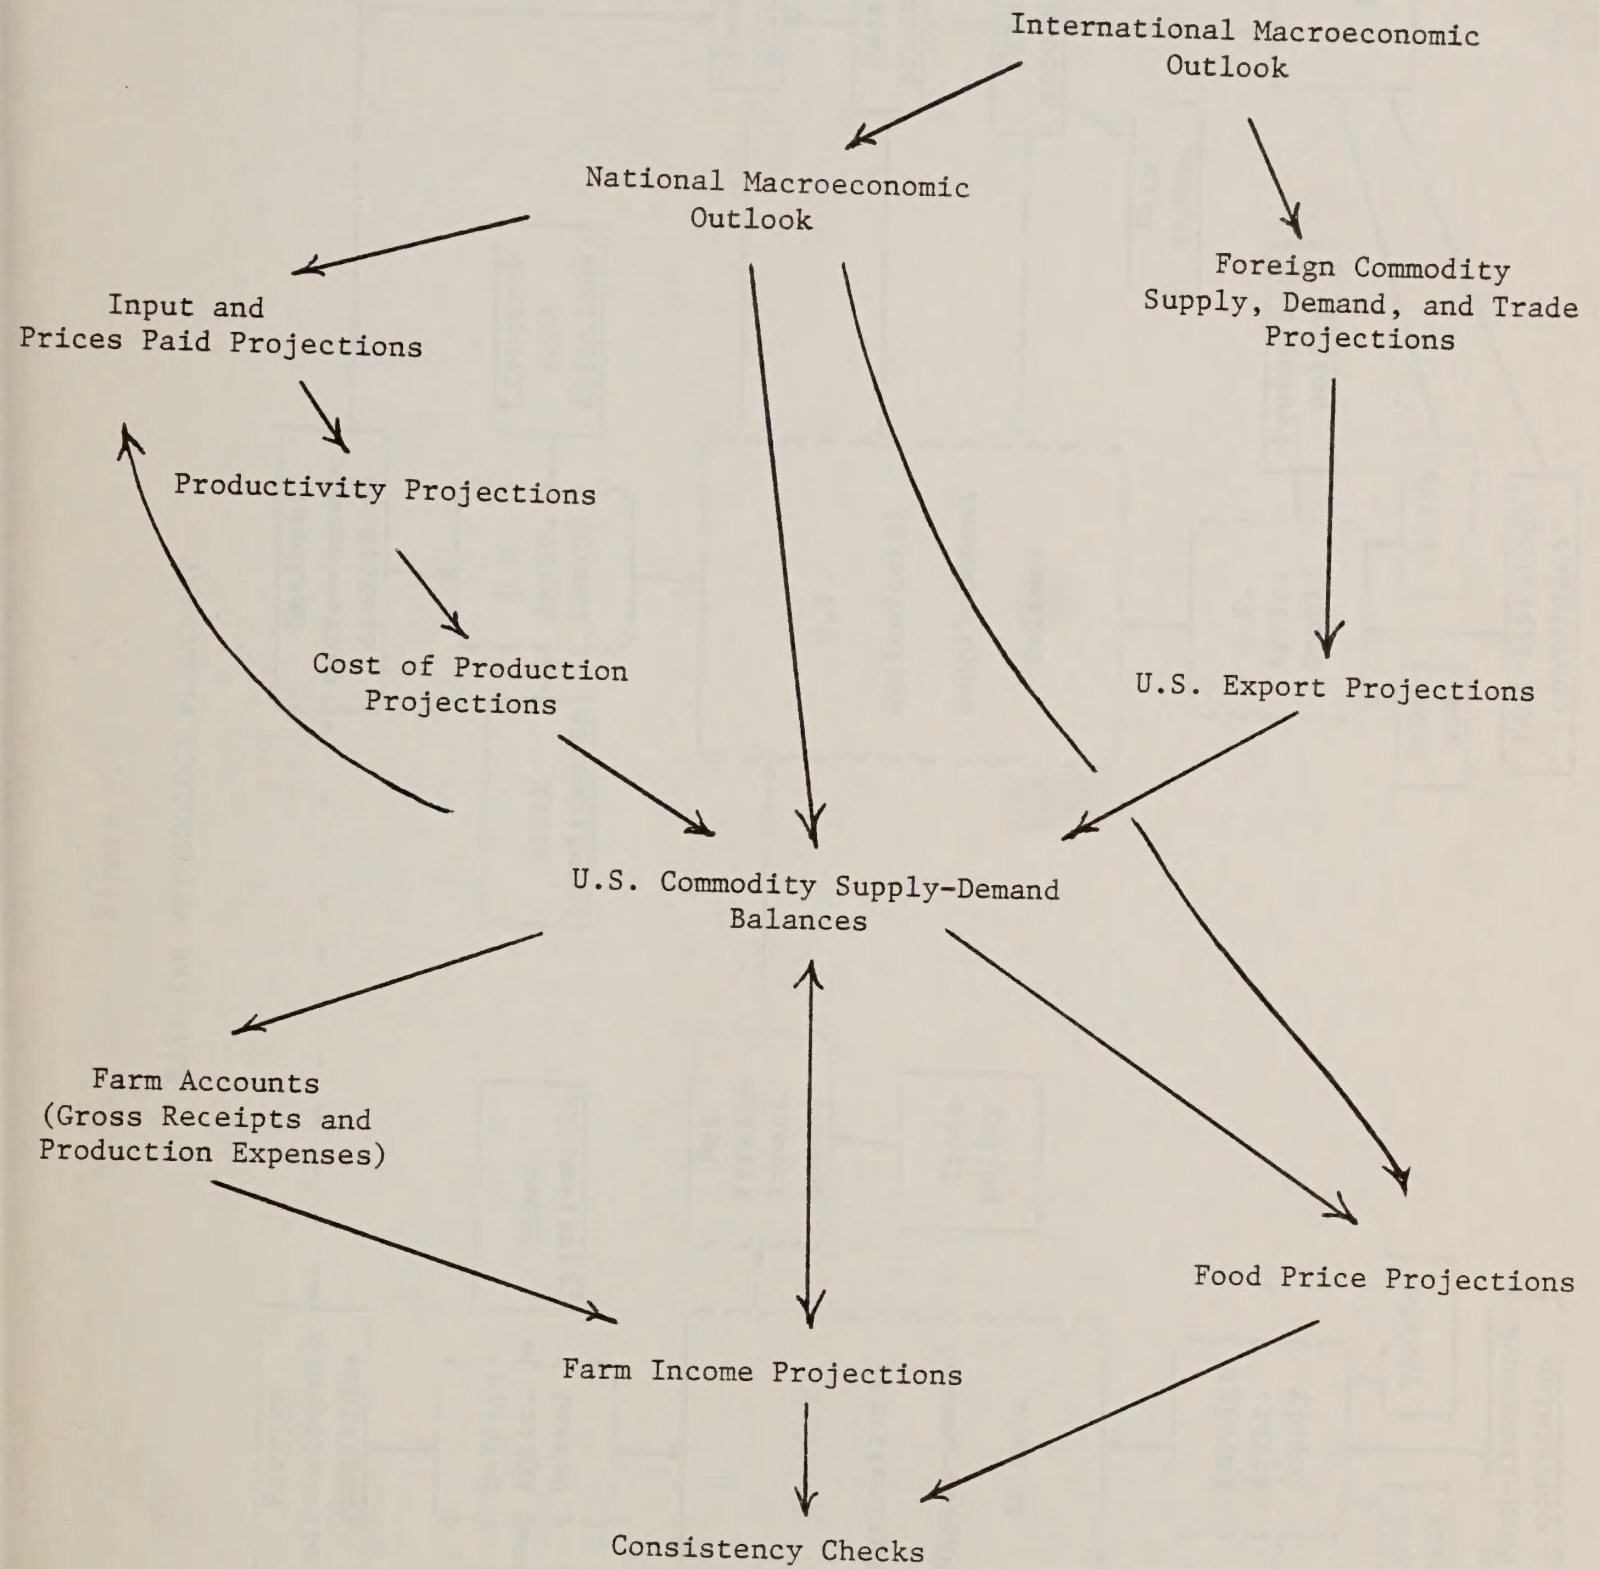 International Macroeconomic
Outlook
National Macroeconomic
Outlook
Foreign Commodity
Supply, Demand, and Trade
Projections
Input and
Prices Paid Projections
Productivity Projections
Cost of Production
Projections
U.S. Export Projections
U.S. Commodity Supply-Demand
Balances
Farm Accounts
(Gross Receipts and
Production Expenses)
Food Price Projections
Farm Income Projections
Consistency Checks